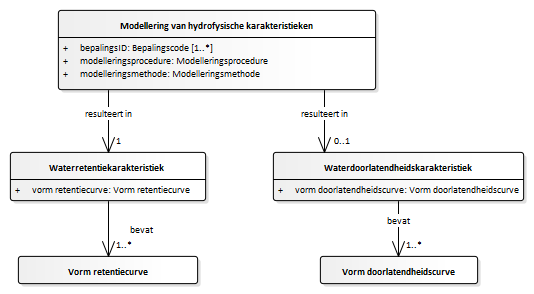 Modellering van hydrofysische karakteristieken
+ bepalingsID: Bepalingscode [1..*]
+ modelleringsprocedure: Modelleringsprocedure
+ modelleringsmethode: Modelleringsmethode
resulteert in
resulteert in
1
0..1
Waterretentiekarakteristiek
+ vorm retentiecurve: Vorm retentiecurve
Waterdoorlatendheidskarakteristiek
+ vorm doorlatendheidscurve: Vorm doorlatendheidscurve
bevat
1..*
bevat
1..*
Vorm retentiecurve
Vorm doorlatendheidscurve